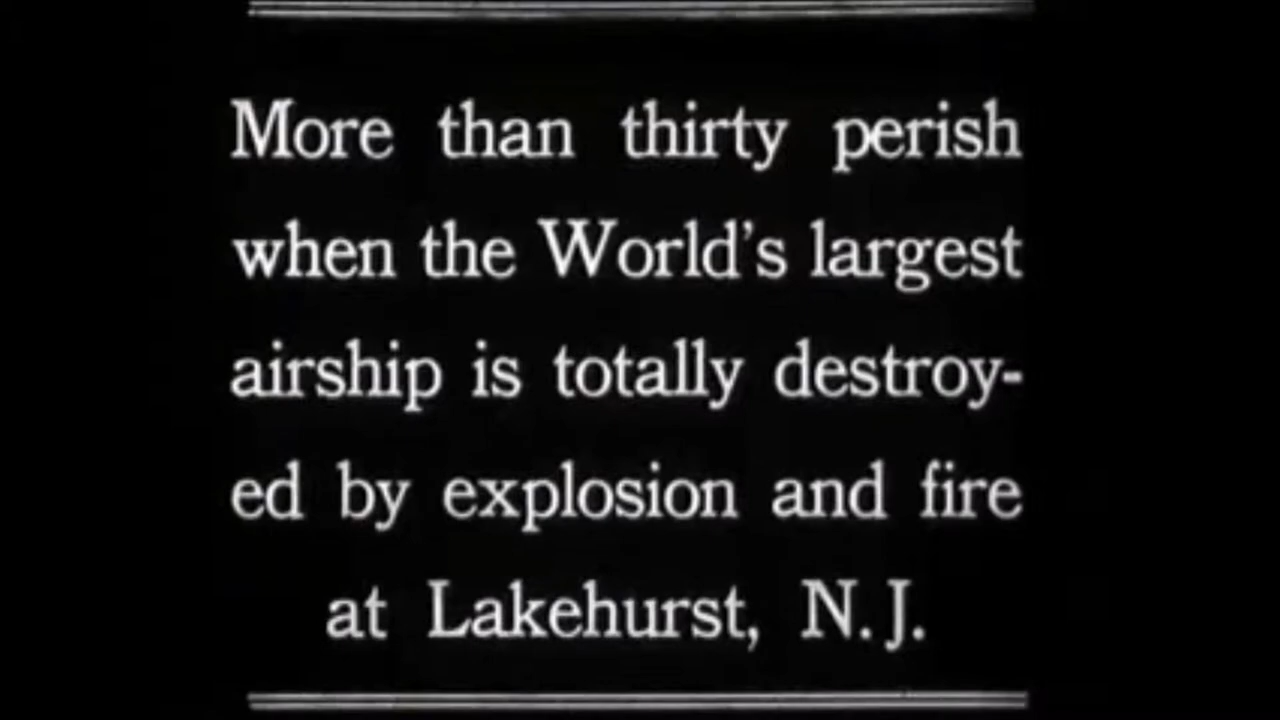 More than thirty perish
when the World's largest
airship is totally destroy-
ed by explosion and fire
at Lakehurst, N.J.